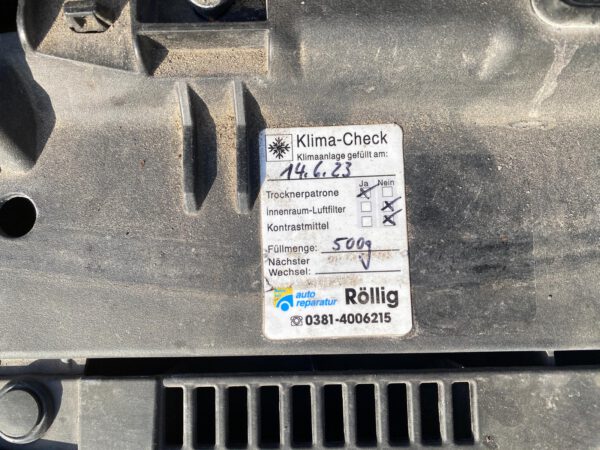 Klima-Check
Klimaanlage gefüllt am:
14.6.23
Ja Nein
Trocknerpatrone
Innenraum-Luftfilter
Kontrastmittel
Füllmenge: 500g
Nächster
Wechsel:
auto
reparatur Röllig
☎ 0381-4006215